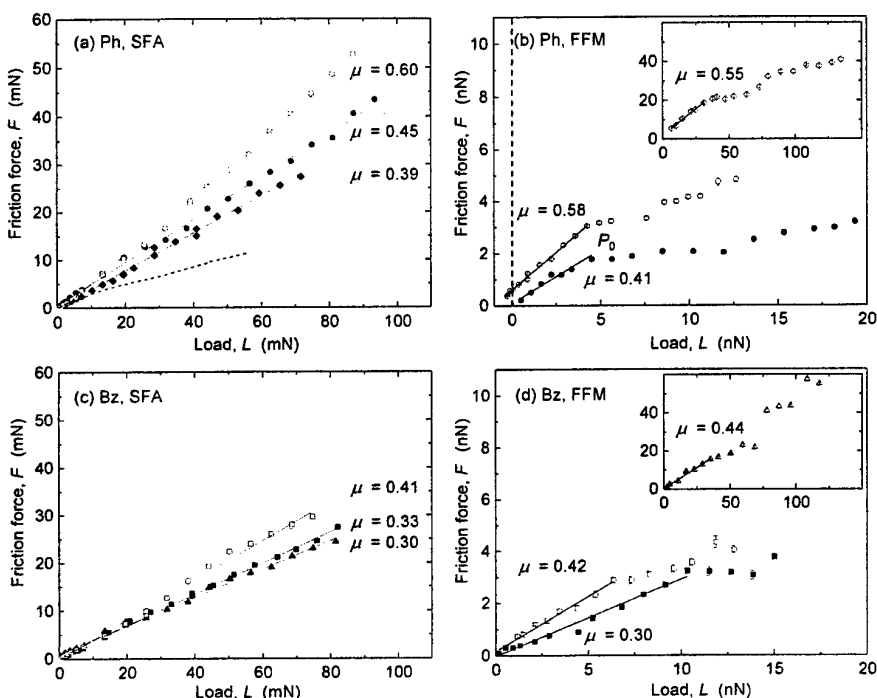 (a) Ph, SFA
μ = 0.60
μ = 0.45
μ = 0.39
60
50
40
30
20
10
0
Friction force, F (mN)
0 20 40 60 80 100
Load, L (mN)
(b) Ph, FFM
μ = 0.55
40
20
0
0 50 100
μ = 0.58
P0
μ = 0.41
10
8
6
4
2
0
Friction force, F (nN)
0 5 10 15 20
Load, L (nN)
(c) Bz, SFA
μ = 0.41
μ = 0.33
μ = 0.30
60
50
40
30
20
10
0
Friction force, F (mN)
0 20 40 60 80 100
Load, L (mN)
(d) Bz, FFM
μ = 0.44
40
20
0
0 50 100
μ = 0.42
μ = 0.30
10
8
6
4
2
0
Friction force, F (nN)
0 5 10 15 20
Load, L (nN)